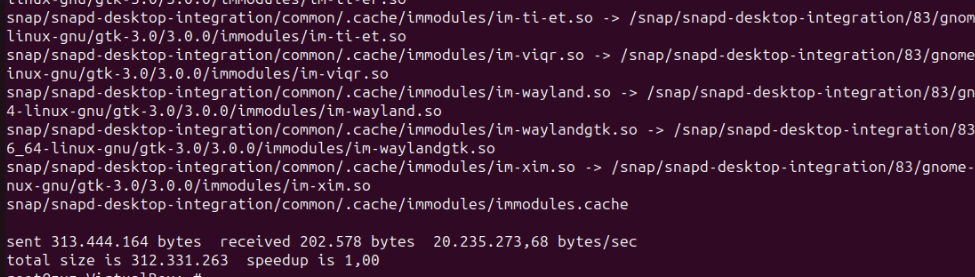 linux-gnu/gtk-3.0/3.0.0/immodules/im-ti-er.so
snap/snapd-desktop-integration/common/.cache/immodules/im-ti-et.so -> /snap/snapd-desktop-integration/83/gnom
linux-gnu/gtk-3.0/3.0.0/immodules/im-ti-et.so
snap/snapd-desktop-integration/common/.cache/immodules/im-viqr.so -> /snap/snapd-desktop-integration/83/gnome
inux-gnu/gtk-3.0/3.0.0/immodules/im-viqr.so
snap/snapd-desktop-integration/common/.cache/immodules/im-wayland.so -> /snap/snapd-desktop-integration/83/gn
4-linux-gnu/gtk-3.0/3.0.0/immodules/im-wayland.so
snap/snapd-desktop-integration/common/.cache/immodules/im-waylandgtk.so -> /snap/snapd-desktop-integration/83
6_64-linux-gnu/gtk-3.0/3.0.0/immodules/im-waylandgtk.so
snap/snapd-desktop-integration/common/.cache/immodules/im-xim.so -> /snap/snapd-desktop-integration/83/gnome-
nux-gnu/gtk-3.0/3.0.0/immodules/im-xim.so
snap/snapd-desktop-integration/common/.cache/immodules/immodules.cache
sent 313.444.164 bytes  received 202.578 bytes  20.235.273,68 bytes/sec
total size is 312.331.263  speedup is 1,00